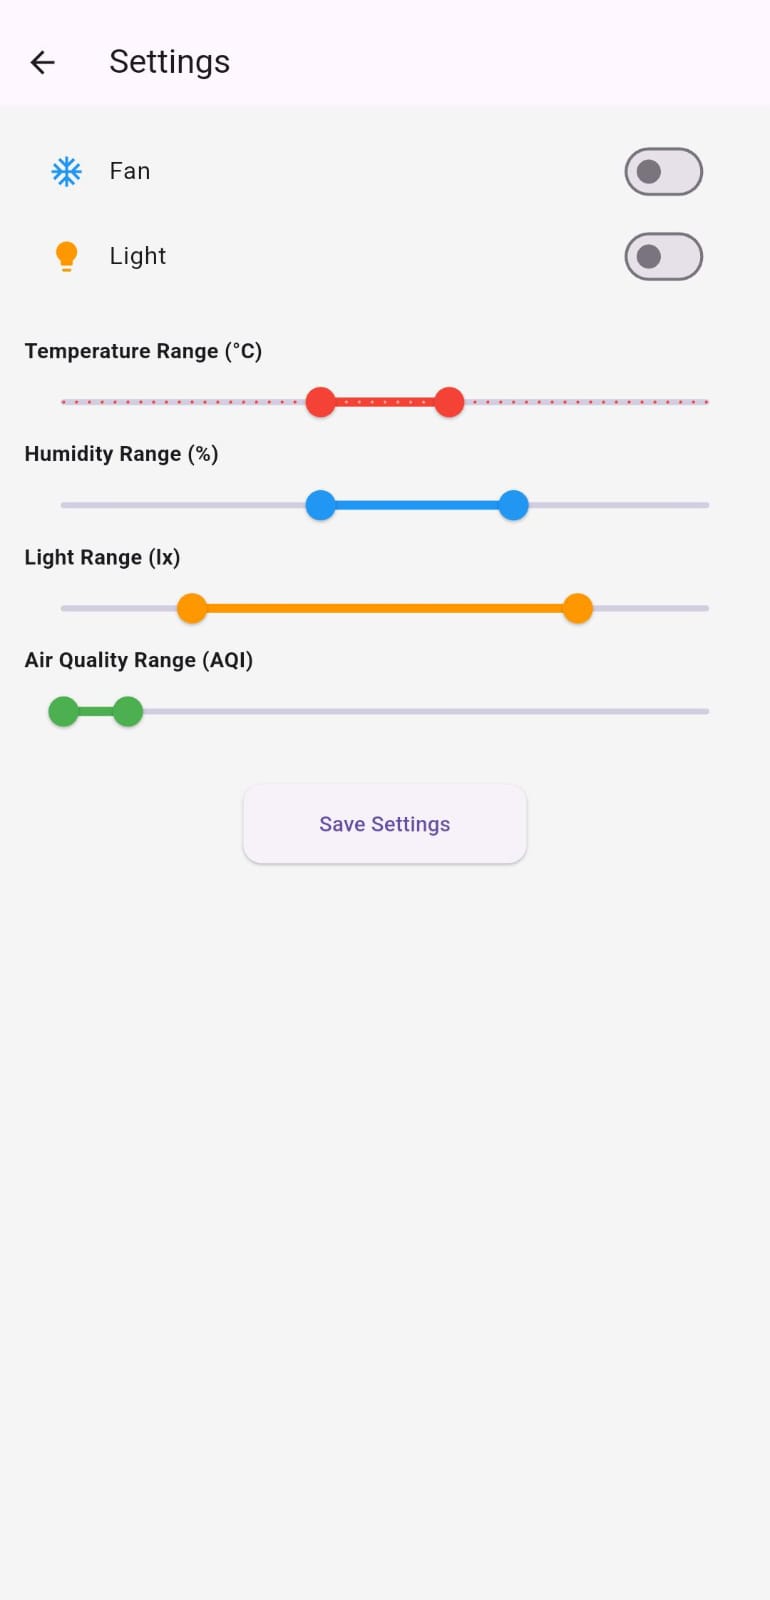 Settings
Fan
Light
Temperature Range (°C)
Humidity Range (%)
Light Range (lx)
Air Quality Range (AQI)
Save Settings